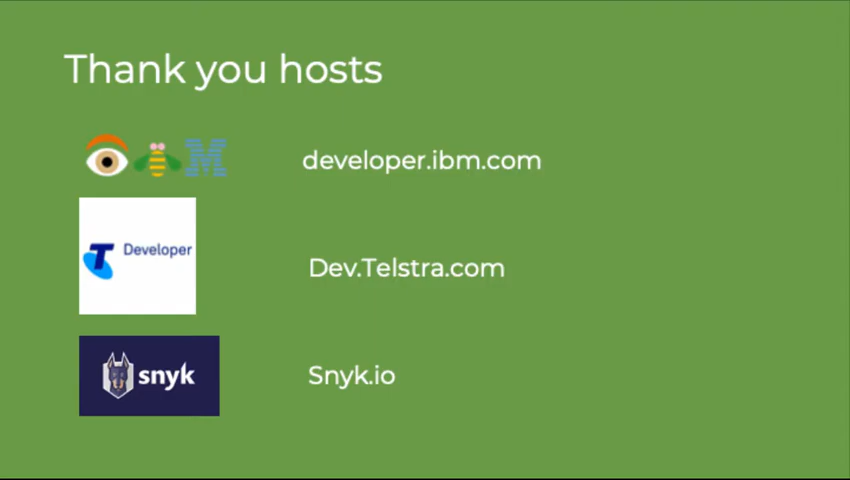 Thank you hosts
M developer.ibm.com
T Developer
Dev.Telstra.com
snyk
Snyk.io